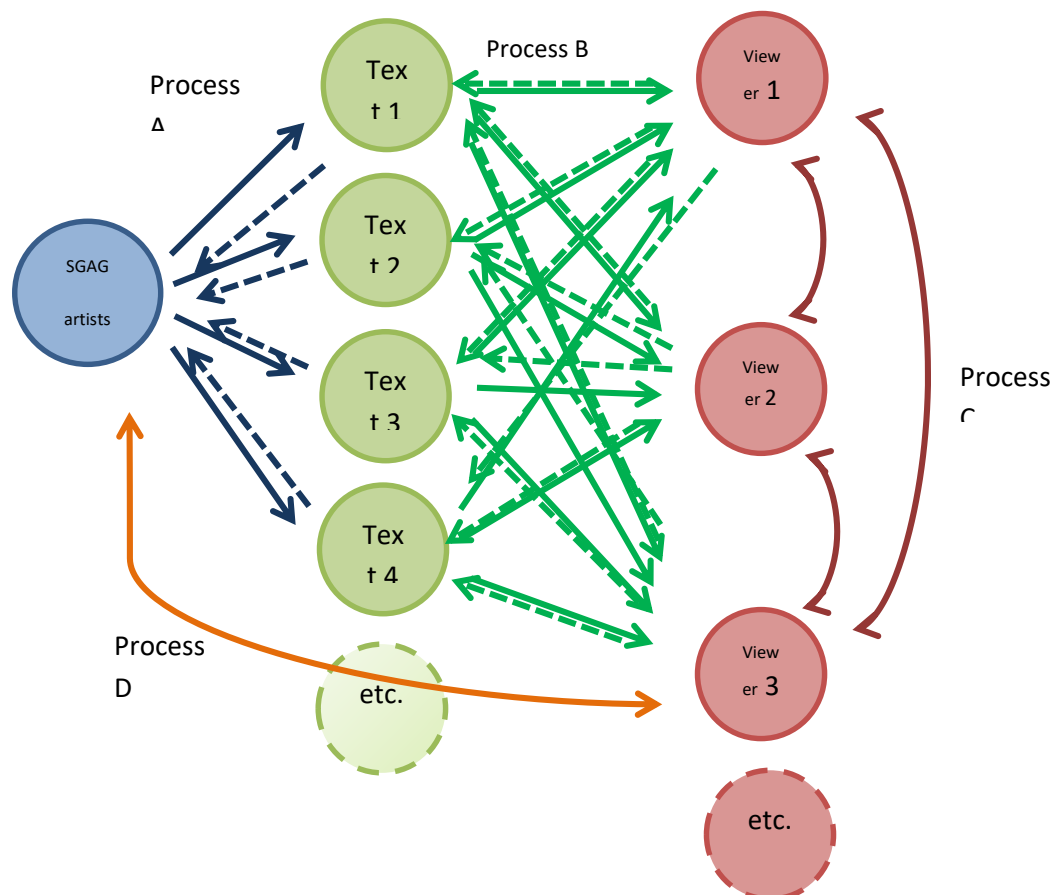 Process
A
Process B
Tex
t 1
View
er 1
Tex
t 2
SGAG
artists
Tex
t 3
View
er 2
Process
C
Tex
t 4
Process
D
View
er 3
etc.
etc.